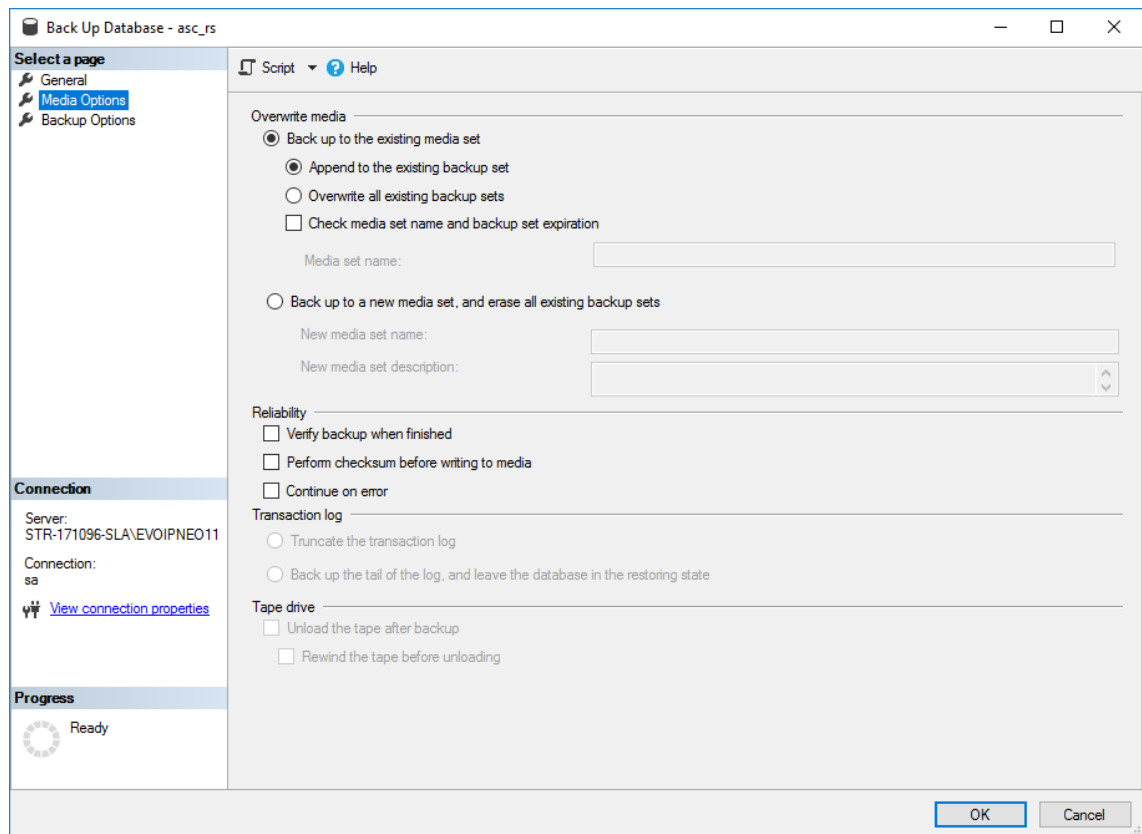 Back Up Database - asc_rs
Select a page
General
Media Options
Backup Options
Script
Help
Overwrite media
Back up to the existing media set
Append to the existing backup set
Overwrite all existing backup sets
Check media set name and backup set expiration
Media set name:
Back up to a new media set, and erase all existing backup sets
New media set name:
New media set description:
Reliability
Verify backup when finished
Perform checksum before writing to media
Continue on error
Transaction log
Truncate the transaction log
Back up the tail of the log, and leave the database in the restoring state
Tape drive
Unload the tape after backup
Rewind the tape before unloading
Connection
Server:
STR-171096-SLA\EVOIPNEO11
Connection:
sa
View connection properties
Progress
Ready
OK
Cancel